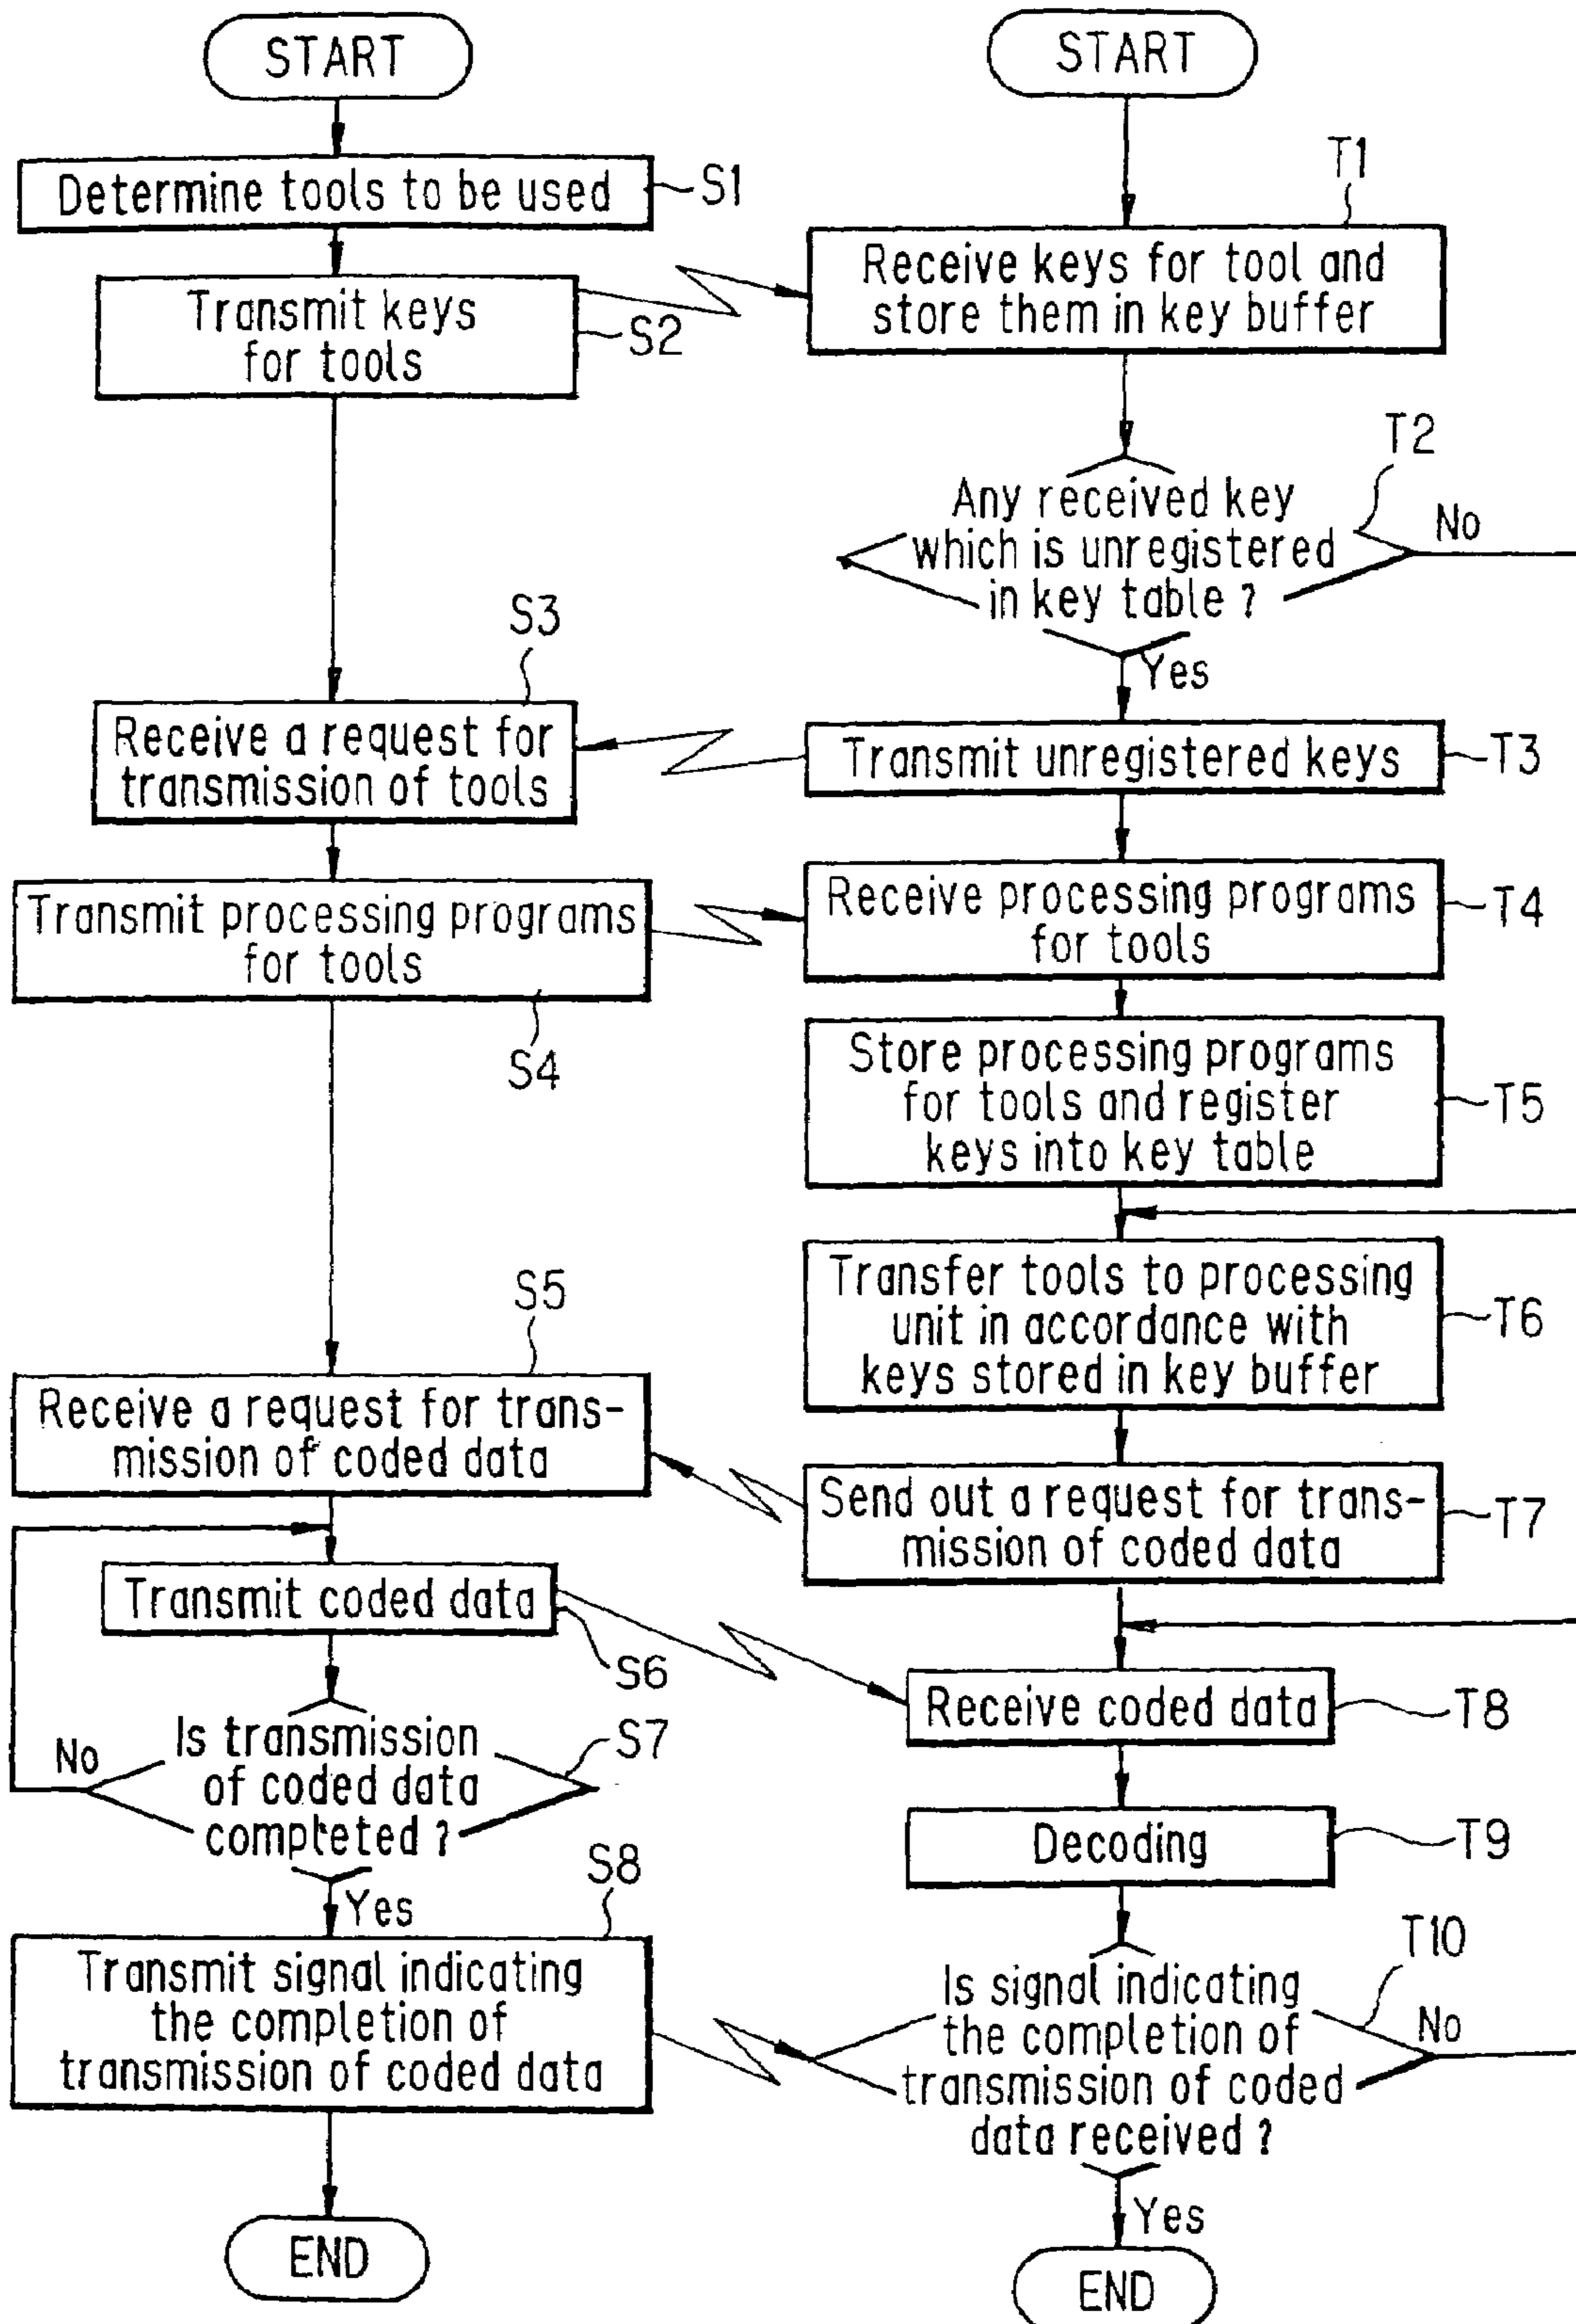 START
Determine tools to be used
S1
Transmit keys
for tools
S2
S3
Receive a request for
transmission of tools
Transmit processing programs
for tools
S4
S5
Receive a request for trans-
mission of coded data
Transmit coded data
S6
Is transmission
of coded data
completed ?
S7
No
Yes
S8
Transmit signal indicating
the completion of
transmission of coded data
END
START
T1
Receive keys for tool and
store them in key buffer
T2
Any received key
which is unregistered
in key table ?
No
Yes
Transmit unregistered keys
T3
Receive processing programs
for tools
T4
Store processing programs
for tools and register
keys into key table
T5
Transfer tools to processing
unit in accordance with
keys stored in key buffer
T6
Send out a request for trans-
mission of coded data
T7
Receive coded data
T8
Decoding
T9
T10
Is signal indicating
the completion of
transmission of coded
data received ?
No
Yes
END